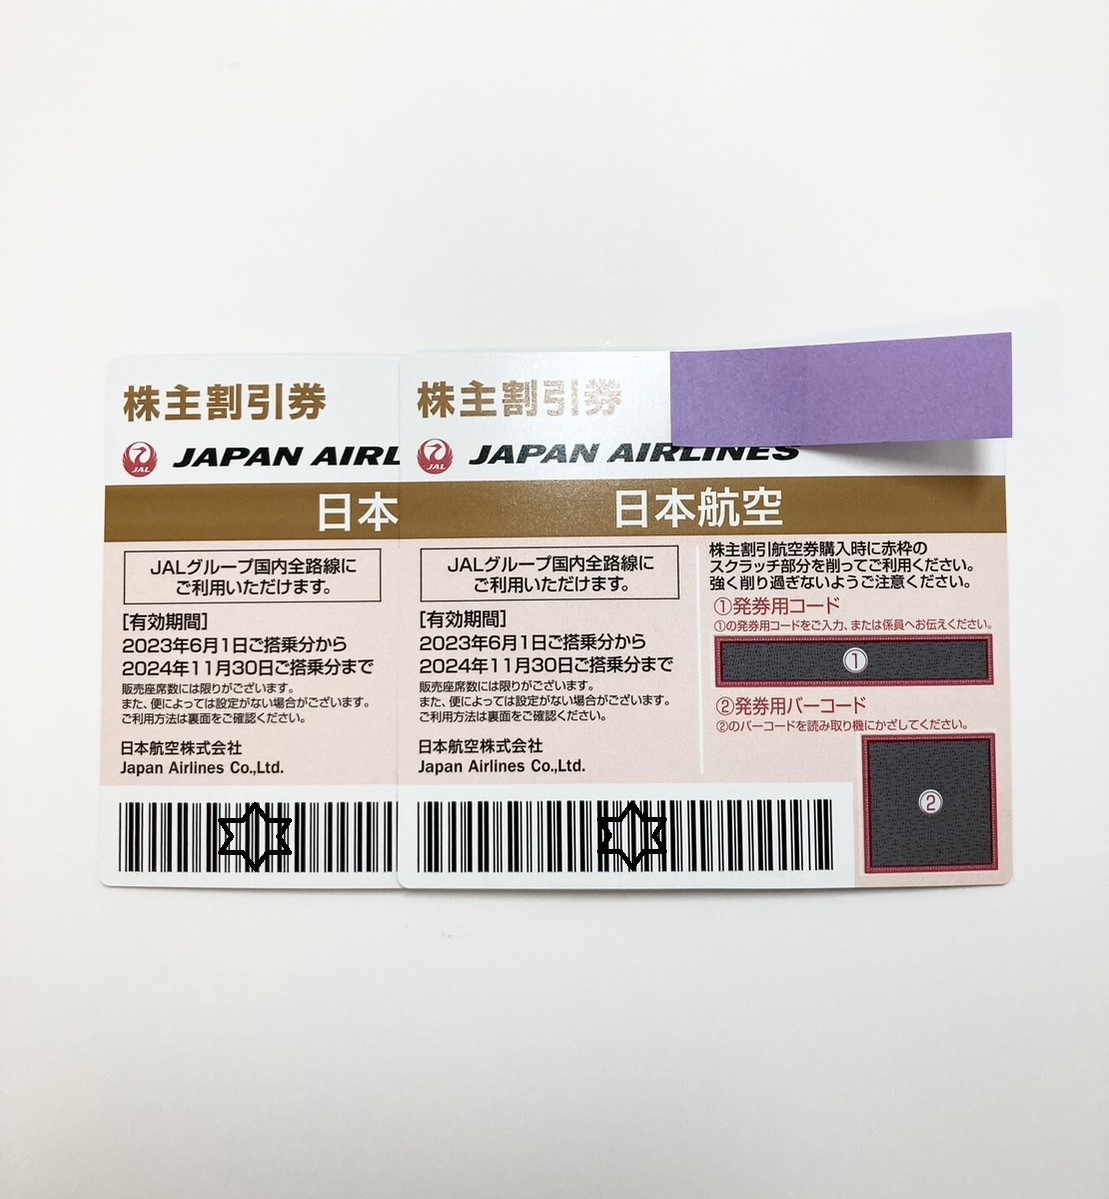 株主割引券
JAL
JAPAN AIRL
日本
JALグループ国内全路線に
ご利用いただけます。
[有効期間]
2023年6月1日ご搭乗分から
2024年11月30日ご搭乗分まで
販売座席数には限りがございます。
また、便によっては設定がない場合がございます。
ご利用方法は裏面をご確認ください。
日本航空株式会社
Japan Airlines Co.,Ltd.
株主割引券
JAL
JAPAN AIRLINES
日本航空
JALグループ国内全路線に
ご利用いただけます。
[有効期間]
2023年6月1日ご搭乗分から
2024年11月30日ご搭乗分まで
販売座席数には限りがございます。
また、便によっては設定がない場合がございます。
ご利用方法は裏面をご確認ください。
日本航空株式会社
Japan Airlines Co.,Ltd.
株主割引航空券購入時に赤枠の
スクラッチ部分を削ってご利用ください。
強く削り過ぎないようご注意ください。
①発券用コード
①の発券用コードをご入力、または係員へお伝えください。
①
②発券用バーコード
②のバーコードを読み取り機にかざしてください。
②